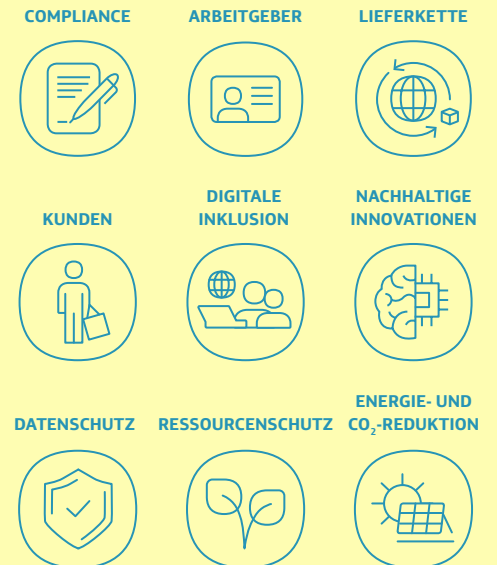 COMPLIANCE
ARBEITGEBER
LIEFERKETTE
KUNDEN
DIGITALE
INKLUSION
NACHHALTIGE
INNOVATIONEN
DATENSCHUTZ
RESSOURCENSCHUTZ
ENERGIE- UND
CO₂-REDUKTION